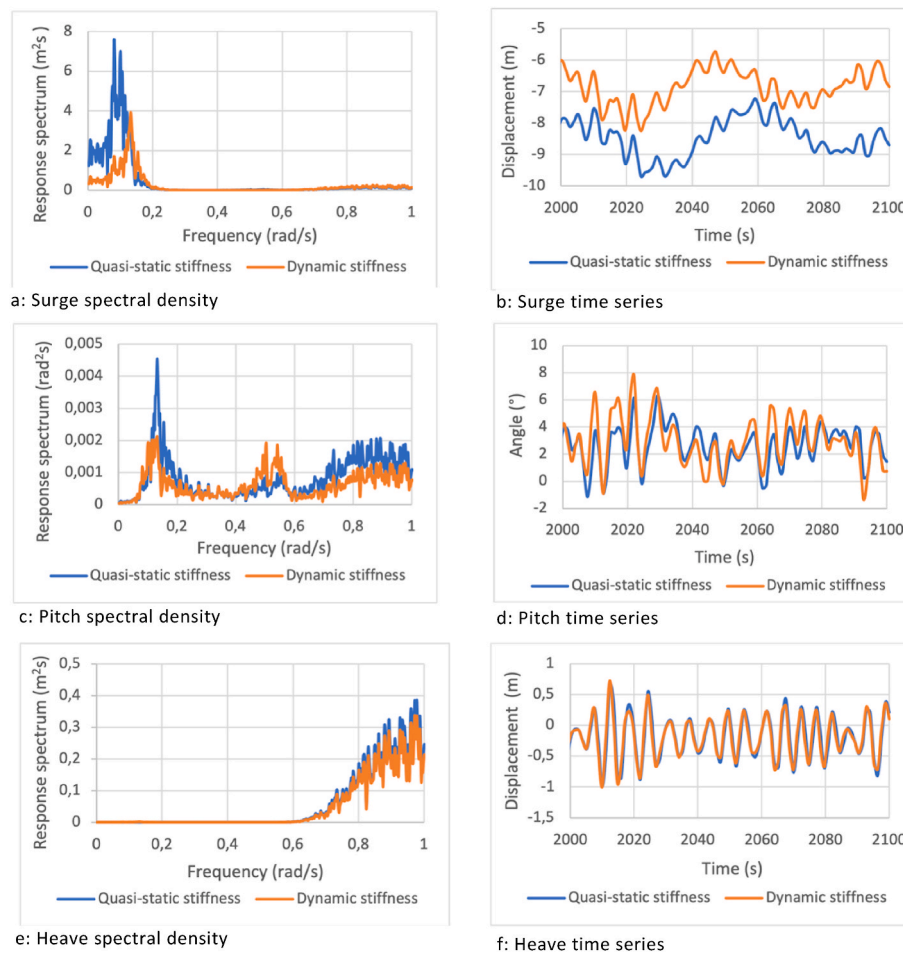 8
6
4
2
0
Response spectrum (m²s)
0 0,2 0,4 0,6 0,8 1
Frequency (rad/s)
Quasi-static stiffness Dynamic stiffness
a: Surge spectral density
-5
-6
-7
-8
-9
-10
Displacement (m)
2000 2020 2040 2060 2080 2100
Time (s)
Quasi-static stiffness Dynamic stiffness
b: Surge time series
0,005
0,004
0,003
0,002
0,001
0
Response spectrum (rad²s)
0 0,2 0,4 0,6 0,8 1
Frequency (rad/s)
Quasi-static stiffness Dynamic stiffness
c: Pitch spectral density
10
8
6
4
2
0
-2
Angle (°)
2000 2020 2040 2060 2080 2100
Time (s)
Quasi-static stiffness Dynamic stiffness
d: Pitch time series
0,5
0,4
0,3
0,2
0,1
0
Response spectrum (m²s)
0 0,2 0,4 0,6 0,8 1
Frequency (rad/s)
Quasi-static stiffness Dynamic stiffness
e: Heave spectral density
1
0,5
0
-0,5
-1
-1,5
Displacement (m)
2000 2020 2040 2060 2080 2100
Time (s)
Quasi-static stiffness Dynamic stiffness
f: Heave time series